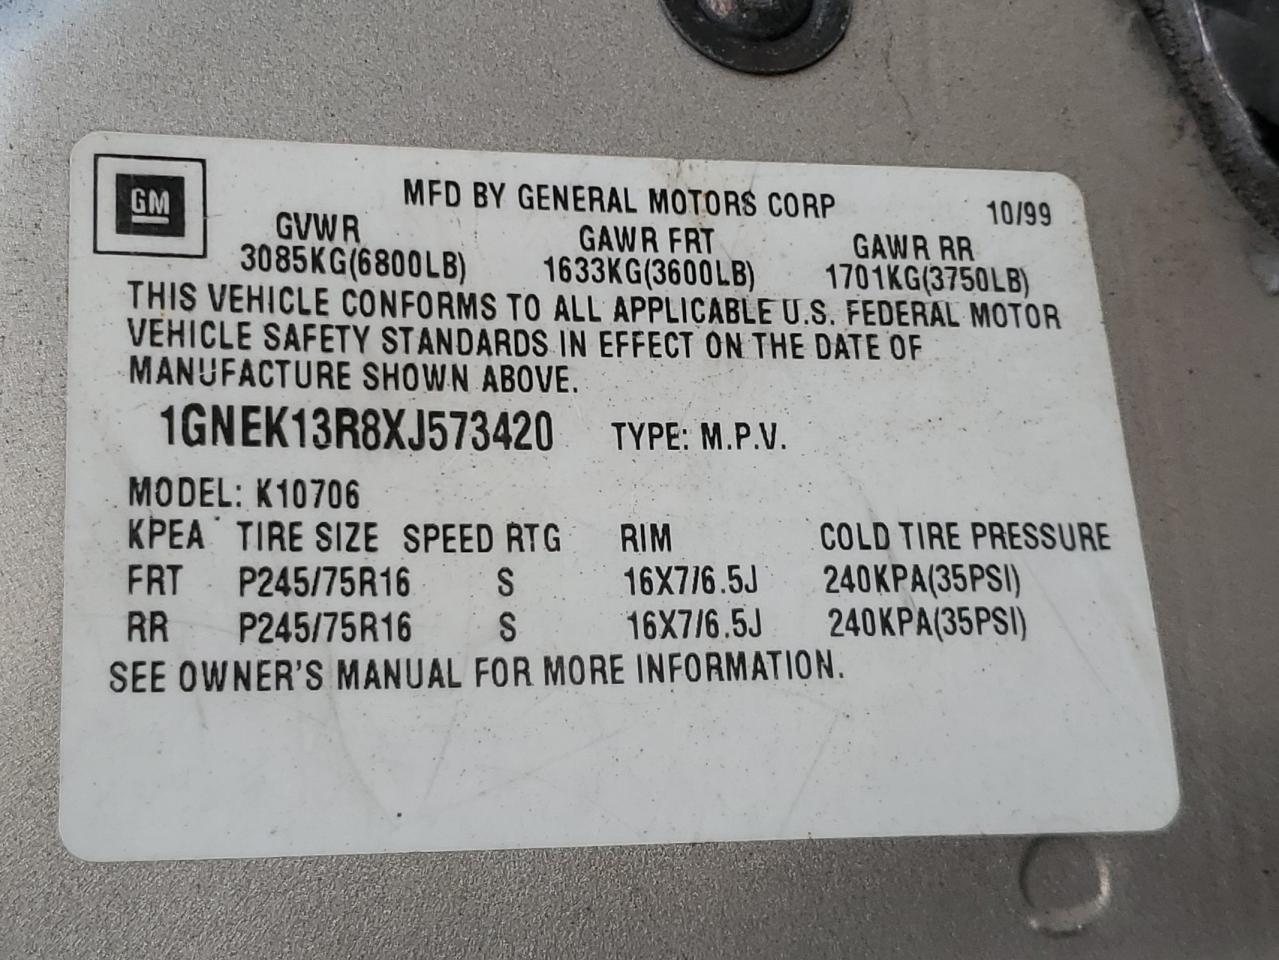 GM
MFD BY GENERAL MOTORS CORP 10/99
GVWR GAWR FRT GAWR RR
3085KG(6800LB) 1633KG(3600LB) 1701KG(3750LB)
THIS VEHICLE CONFORMS TO ALL APPLICABLE U.S. FEDERAL MOTOR
VEHICLE SAFETY STANDARDS IN EFFECT ON THE DATE OF
MANUFACTURE SHOWN ABOVE.
1GNEK13R8XJ573420 TYPE: M.P.V.
MODEL: K10706
KPEA TIRE SIZE SPEED RTG RIM COLD TIRE PRESSURE
FRT P245/75R16 S 16X7/6.5J 240KPA(35PSI)
RR P245/75R16 S 16X7/6.5J 240KPA(35PSI)
SEE OWNER'S MANUAL FOR MORE INFORMATION.